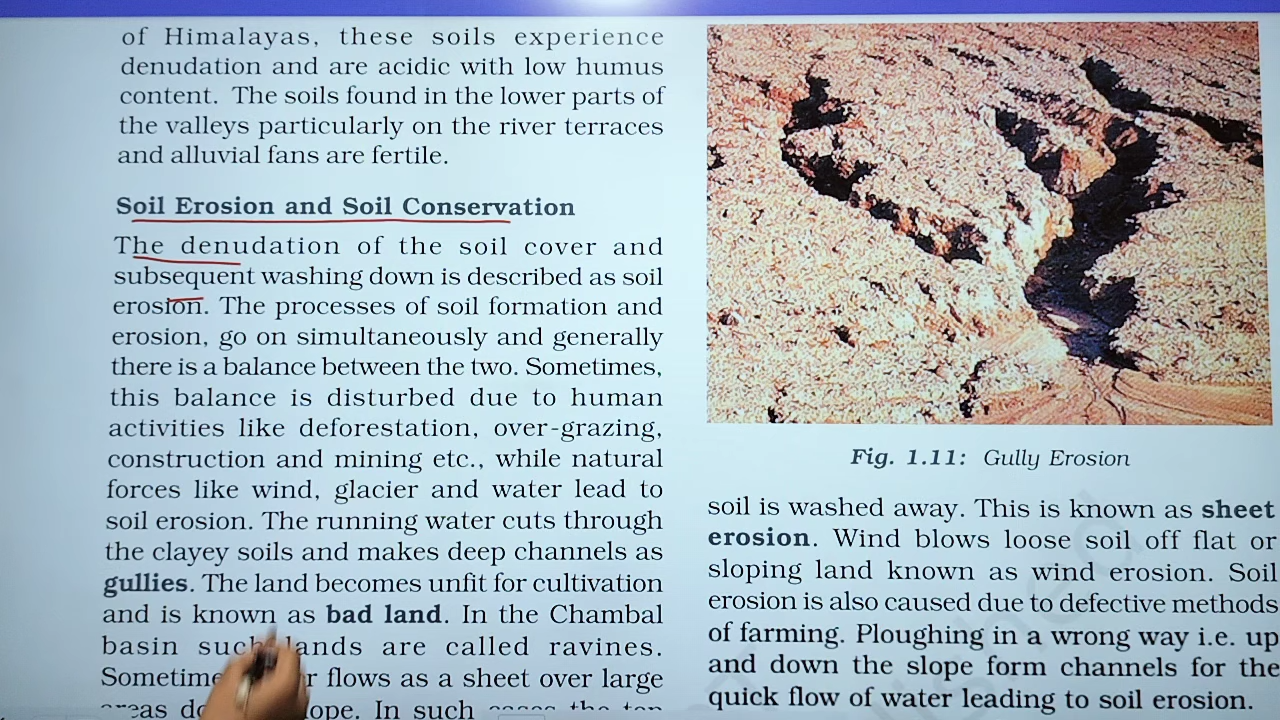 of Himalayas, these soils experience
denudation and are acidic with low humus
content. The soils found in the lower parts of
the valleys particularly on the river terraces
and alluvial fans are fertile.
Soil Erosion and Soil Conservation
The denudation of the soil cover and
subsequent washing down is described as soil
erosion. The processes of soil formation and
erosion, go on simultaneously and generally
there is a balance between the two. Sometimes,
this balance is disturbed due to human
activities like deforestation, over-grazing,
construction and mining etc., while natural
forces like wind, glacier and water lead to
soil erosion. The running water cuts through
the clayey soils and makes deep channels as
gullies. The land becomes unfit for cultivation
and is known as bad land. In the Chambal
basin such lands are called ravines.
flows as a sheet over large
In such
Fig. 1.11: Gully Erosion
soil is washed away. This is known as sheet
erosion. Wind blows loose soil off flat or
sloping land known as wind erosion. Soil
erosion is also caused due to defective methods
of farming. Ploughing in a wrong way i.e. up
and down the slope form channels for the
quick flow of water leading to soil erosion.